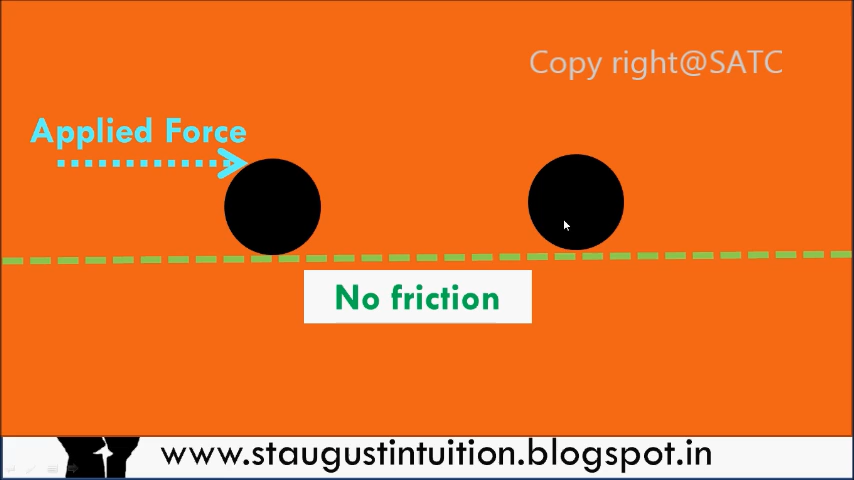 Copy right@SATC
Applied Force
No friction
www.staugustintuition.blogspot.in